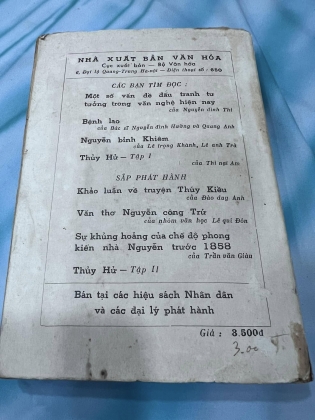 NHÀ XUẤT BẢN VĂN HÓA
Cục xuất bản — Bộ Văn hóa
6, Đại lộ Quang-Trung Hà-nội — Điện thoại số : 850
CÁC BẠN TÌM ĐỌC :
Một số vấn đề đấu tranh tư
tưởng trong văn nghệ hiện nay
của Nguyễn đình Thi
Bệnh lao
của Bác sĩ Nguyễn đình Hường và Quang Anh
Nguyễn bỉnh Khiêm
của Lê trọng Khánh, Lê anh Trà
Thủy Hử — Tập I
của Thi nại Am
SẮP PHÁT HÀNH
Khảo luận về truyện Thúy Kiều
của Đào duy Anh
Văn thơ Nguyễn công Trứ
của nhóm văn học Lê quí Đôn
Sự khủng hoảng của chế độ phong
kiến nhà Nguyễn trước 1858
của Trần văn Giàu
Thủy Hử — Tập II
Bán tại các hiệu sách Nhân dân
và các đại lý phát hành
Giá : 3.500đ